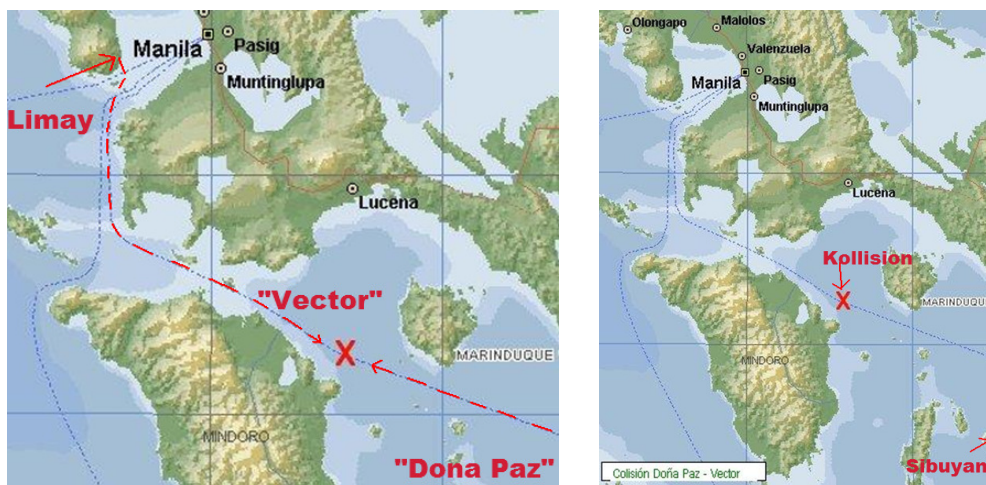 Manila
Pasig
Muntinglupa
Limay
Lucena
"Vector"
X
MARINDUQUE
MINDORO
"Dona Paz"
Olongapo
Malolos
Valenzuela
Manila
Pasig
Muntinglupa
Lucena
Kollision
X
MARINDUQUE
MINDORO
Sibuyan
Colisión Doña Paz - Vector